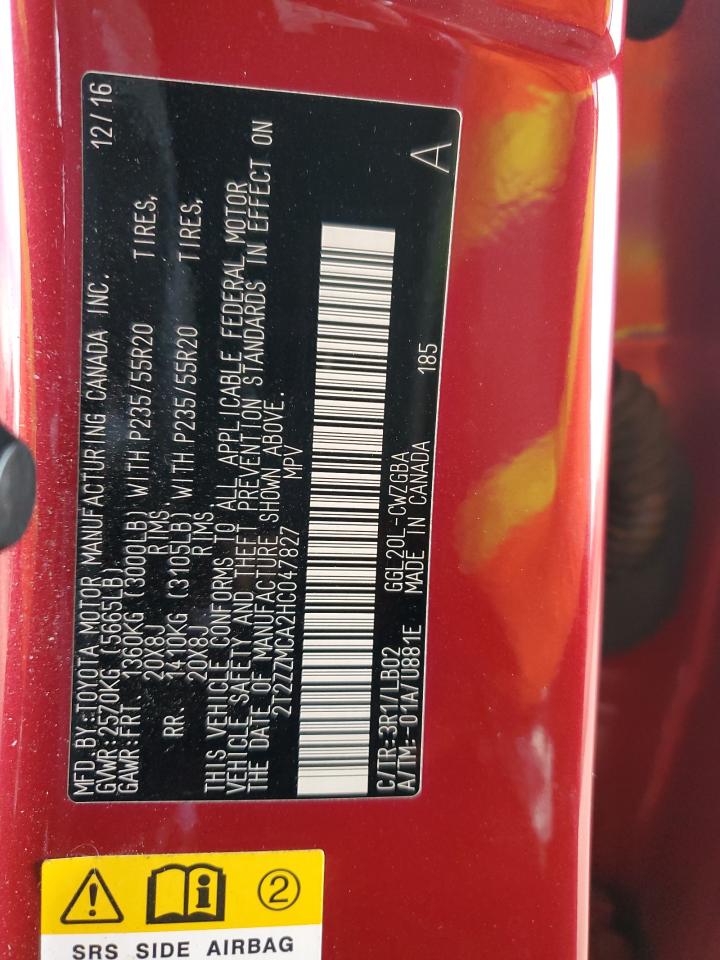 MFD. BY:TOYOTA MOTOR MANUFACTURING CANADA INC. 12/16
GVWR:2570KG (5665LB)
GAWR:FRT. 1360KG (3000LB) WITH P235/55R20 TIRES,
20X8J RIMS
RR. 1410KG (3105LB) WITH P235/55R20 TIRES,
20X8J RIMS
THIS VEHICLE CONFORMS TO ALL APPLICABLE FEDERAL MOTOR
VEHICLE SAFETY AND THEFT PREVENTION STANDARDS IN EFFECT ON
THE DATE OF MANUFACTURE SHOWN ABOVE.
2T2ZZMCA2HC047827 MPV
C/TR:3R1/LB02 GGL20L-CWZGBA
A/TM:-01A/U881E MADE IN CANADA 185 A
2
SRS SIDE AIRBAG